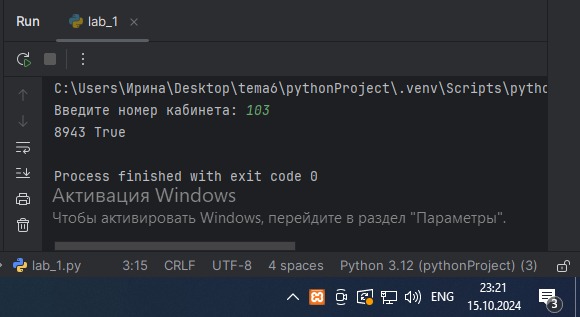 Run lab_1
C:\Users\Ирина\Desktop\tema6\pythonProject\.venv\Scripts\pytho
Введите номер кабинета: 103
8943 True
Process finished with exit code 0
Активация Windows
Чтобы активировать Windows, перейдите в раздел "Параметры".
lab_1.py 3:15 CRLF UTF-8 4 spaces Python 3.12 (pythonProject) (3)
23:21
ENG
15.10.2024
3